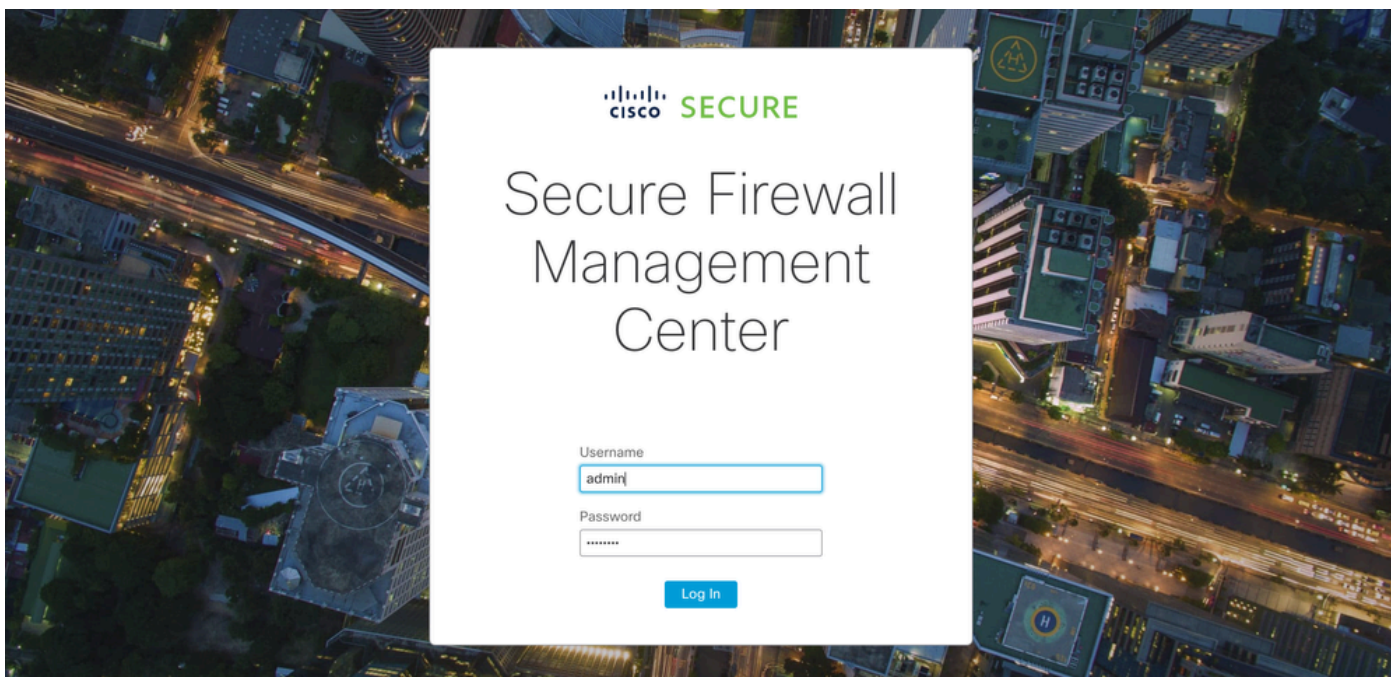 cisco SECURE
Secure Firewall
Management
Center
Username
admin
Password
••••••••
Log In
H